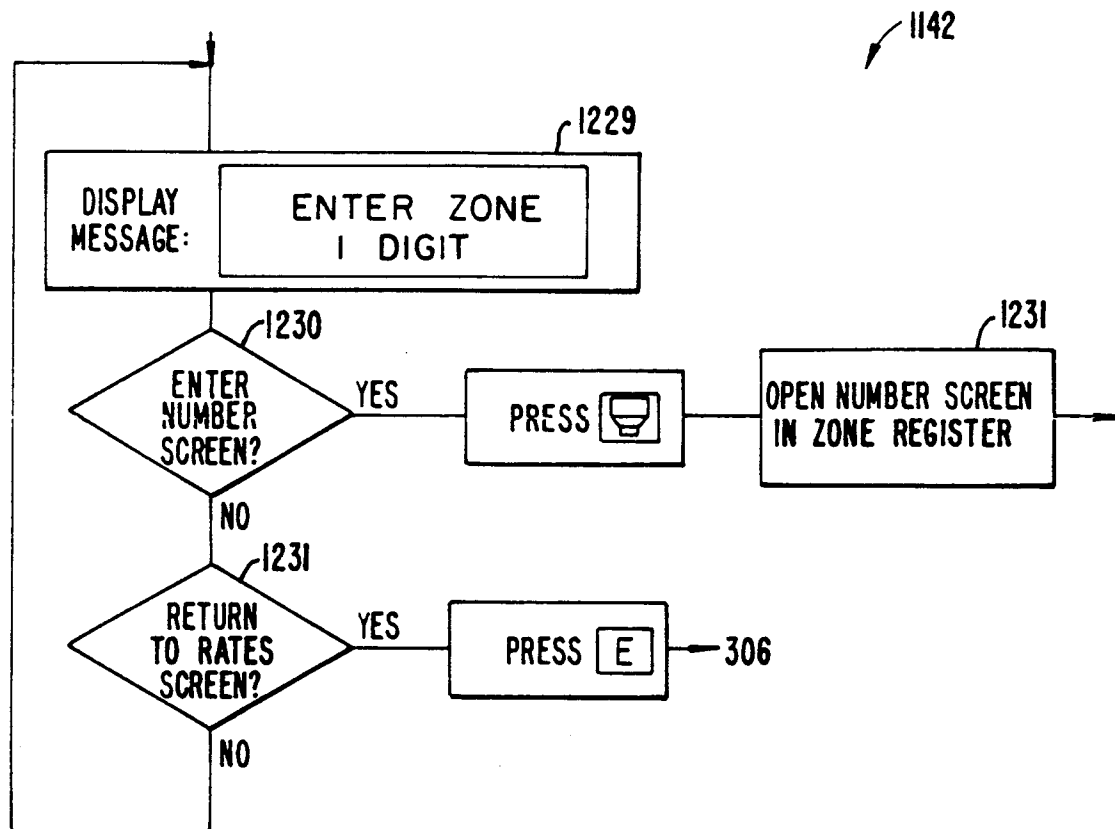 1142
1229
DISPLAY
MESSAGE:
ENTER ZONE
1 DIGIT
1230
ENTER
NUMBER
SCREEN?
YES
PRESS
1231
OPEN NUMBER SCREEN
IN ZONE REGISTER
NO
1231
RETURN
TO RATES
SCREEN?
YES
PRESS E
306
NO